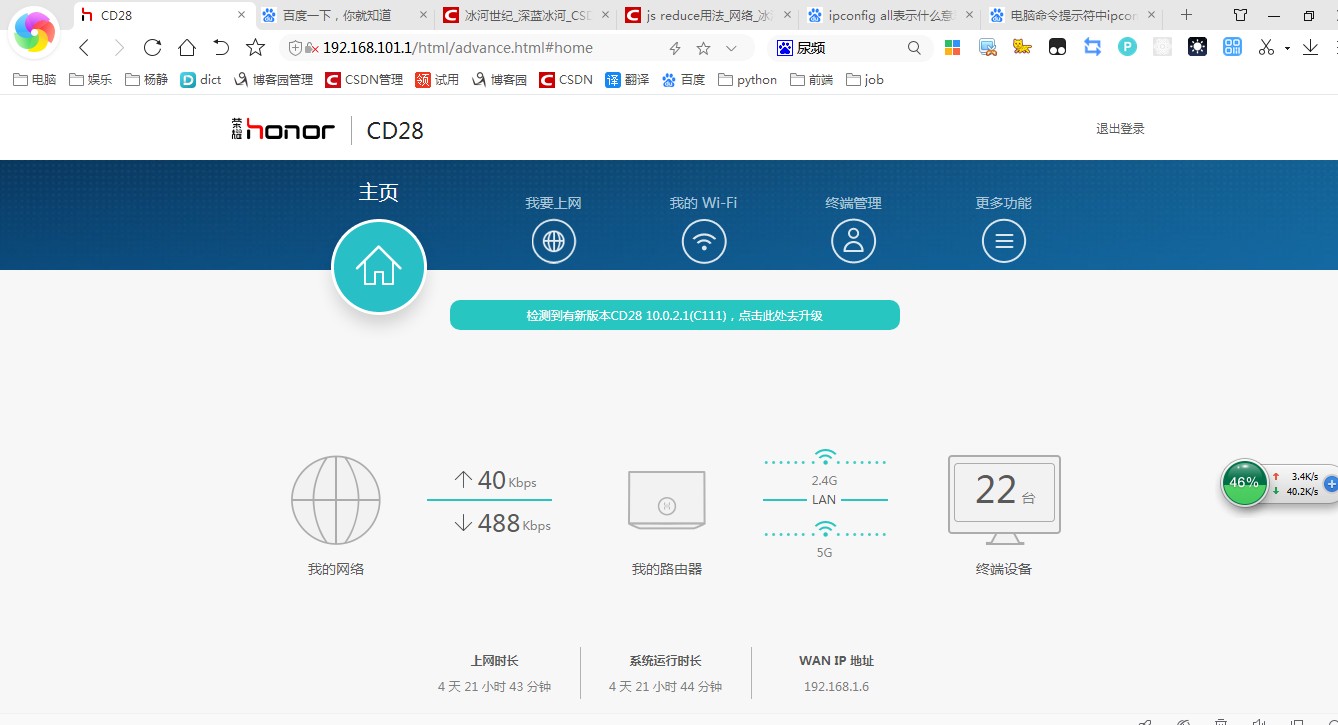 CD28
百度一下，你就知道
冰河世纪_深蓝冰河_CSD
js reduce用法_网络_冰
ipconfig all表示什么意
电脑命令提示符中ipcon
192.168.101.1/html/advance.html#home
尿频
电脑
娱乐
杨静
dict
博客园管理
CSDN管理
试用
博客园
CSDN
翻译
百度
python
前端
job
荣耀 honor
CD28
退出登录
主页
我要上网
我的 Wi-Fi
终端管理
更多功能
检测到有新版本CD28 10.0.2.1(C111)，点击此处去升级
40 Kbps
488 Kbps
我的网络
我的路由器
2.4G
LAN
5G
22 台
终端设备
46%
3.4K/s
40.2K/s
上网时长
4 天 21 小时 43 分钟
系统运行时长
4 天 21 小时 44 分钟
WAN IP 地址
192.168.1.6